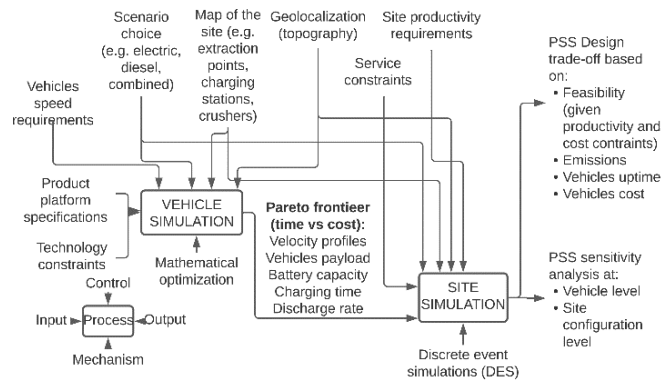 Scenario
choice
(e.g. electric,
diesel,
combined)
Map of the
site (e.g.
extraction
points,
charging
stations,
crushers)
Geolocalization
(topography)
Site productivity
requirements
Service
constraints
Vehicles
speed
requirements
Product
platform
specifications
Technology
constraints
VEHICLE
SIMULATION
Mathematical
optimization
Pareto frontieer
(time vs cost):
Velocity profiles
Vehicles payload
Battery capacity
Charging time
Discharge rate
SITE
SIMULATION
Discrete event
simulations (DES)
PSS Design
trade-off based
on:
• Feasibility
(given
productivity and
cost contraints)
• Emissions
• Vehicles uptime
• Vehicles cost
PSS sensitivity
analysis at:
• Vehicle level
• Site
configuration
level
Control
Input
Process
Output
Mechanism